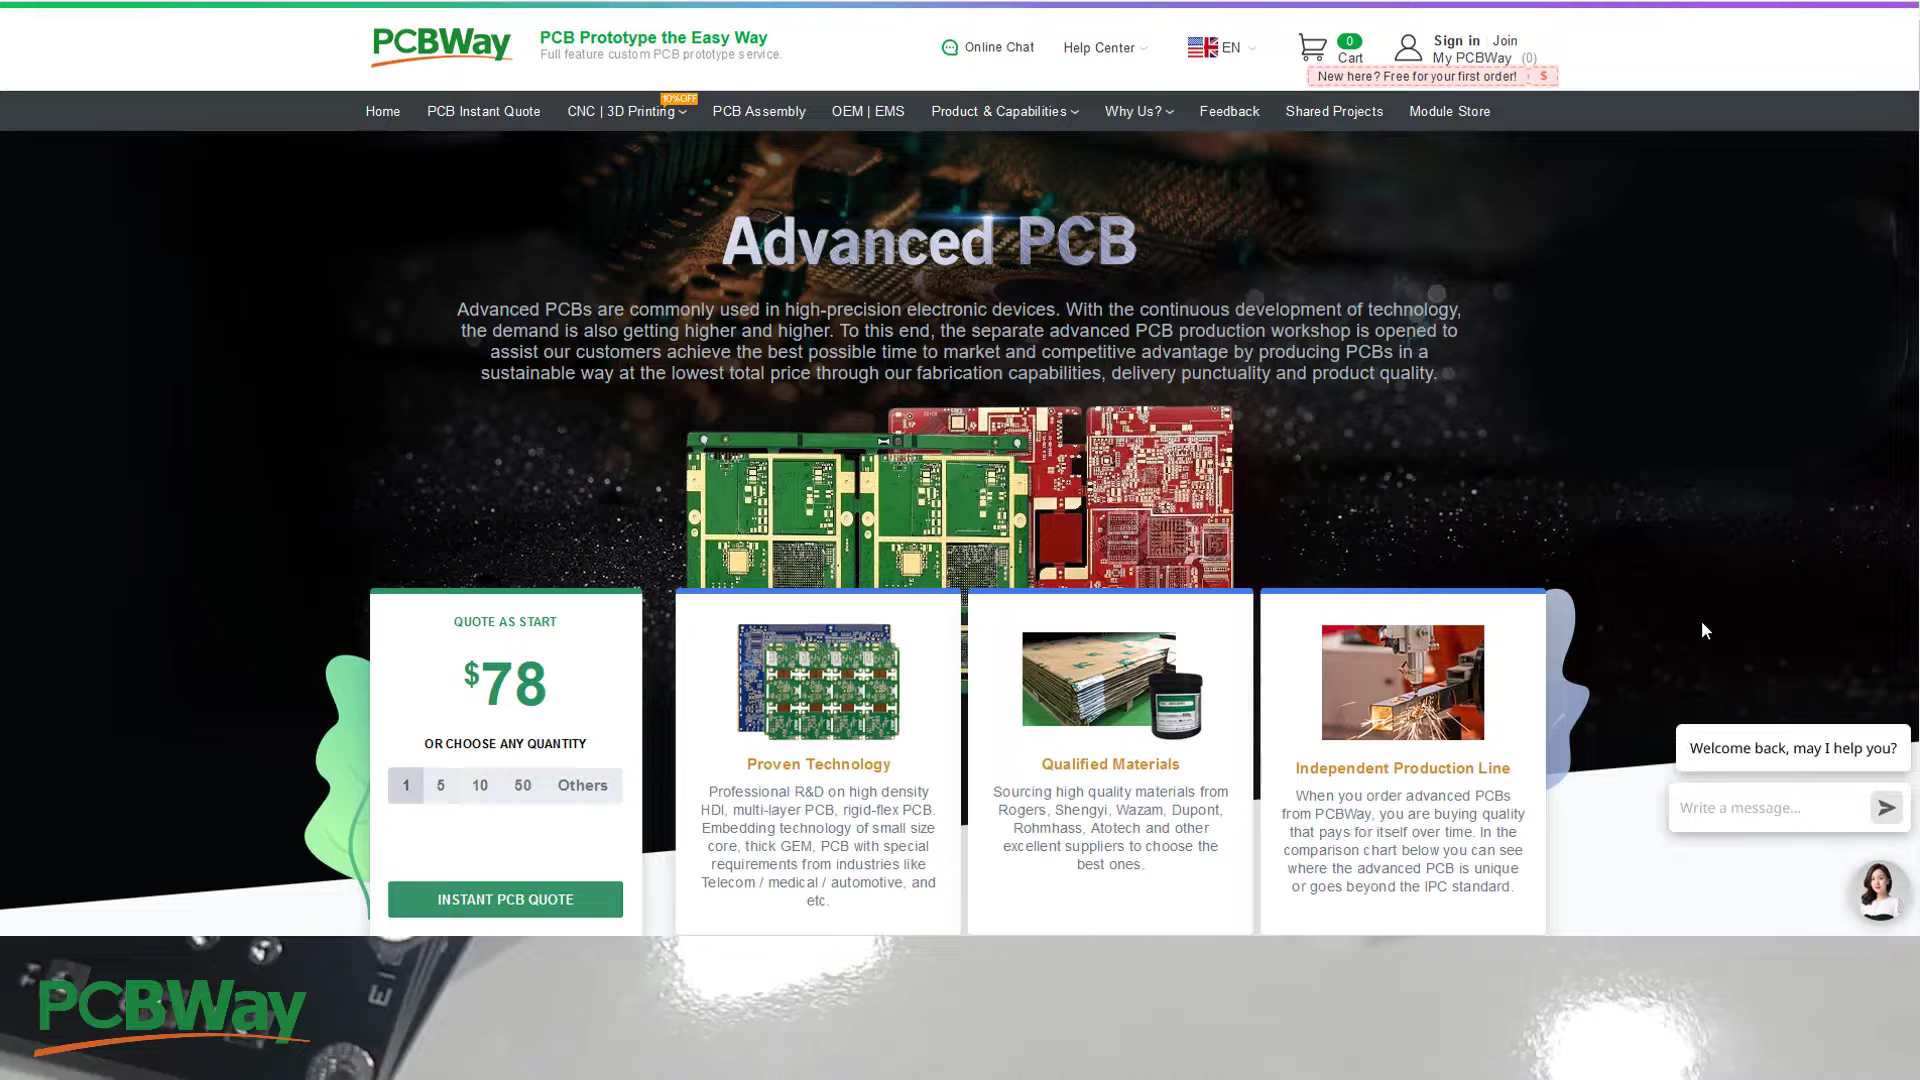 PCBWay
PCB Prototype the Easy Way
Full feature custom PCB prototype service.
Online Chat
Help Center
EN
0
Cart
Sign in
Join
My PCBWay (0)
New here? Free for your first order! $
Home
PCB Instant Quote
CNC | 3D Printing
10%OFF
PCB Assembly
OEM | EMS
Product & Capabilities
Why Us?
Feedback
Shared Projects
Module Store
Advanced PCB
Advanced PCBs are commonly used in high-precision electronic devices. With the continuous development of technology,
the demand is also getting higher and higher. To this end, the separate advanced PCB production workshop is opened to
assist our customers achieve the best possible time to market and competitive advantage by producing PCBs in a
sustainable way at the lowest total price through our fabrication capabilities, delivery punctuality and product quality.
QUOTE AS START
$78
OR CHOOSE ANY QUANTITY
1 5 10 50 Others
INSTANT PCB QUOTE
Proven Technology
Professional R&D on high density
HDI, multi-layer PCB, rigid-flex PCB.
Embedding technology of small size
core, thick GEM, PCB with special
requirements from industries like
Telecom / medical / automotive, and
etc.
Qualified Materials
Sourcing high quality materials from
Rogers, Shengyi, Wazam, Dupont,
Rohmhass, Atotech and other
excellent suppliers to choose the
best ones.
Independent Production Line
When you order advanced PCBs
from PCBWay, you are buying quality
that pays for itself over time. In the
comparison chart below you can see
where the advanced PCB is unique
or goes beyond the IPC standard.
Welcome back, may I help you?
Write a message...
PCBWay